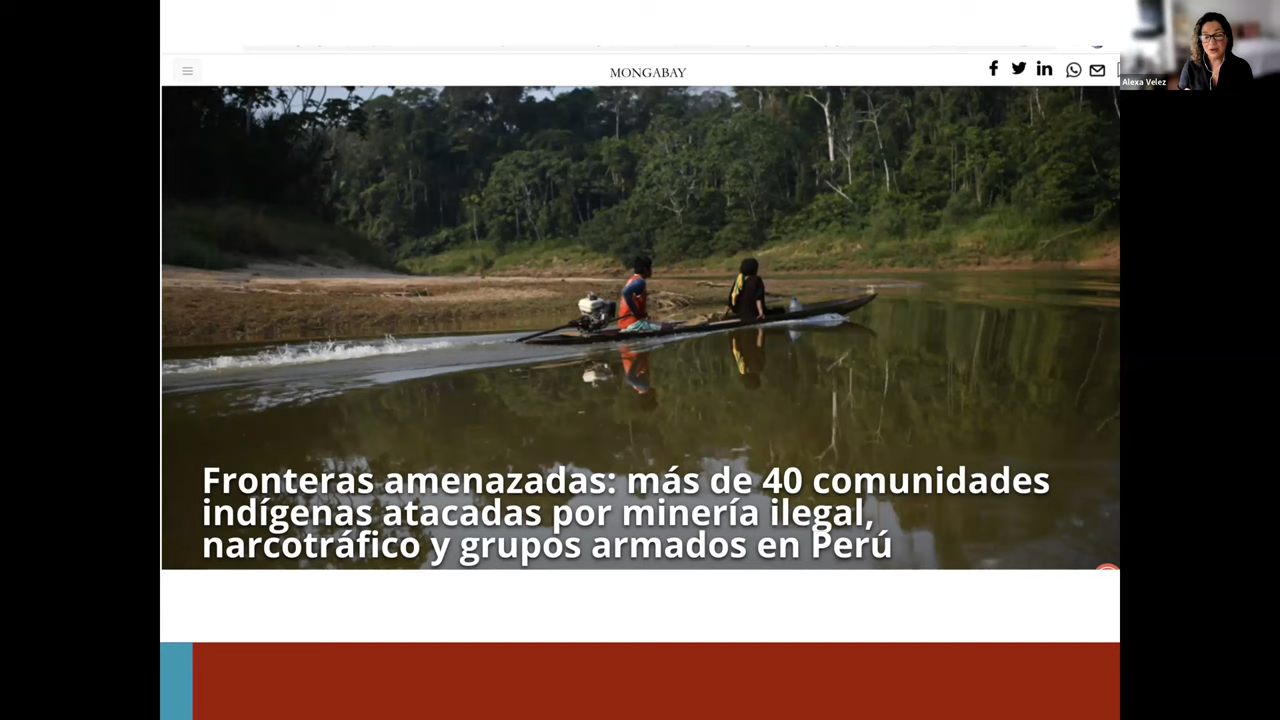 MONGABAY
Alexa Velez
Fronteras amenazadas: más de 40 comunidades
indígenas atacadas por minería ilegal,
narcotráfico y grupos armados en Perú